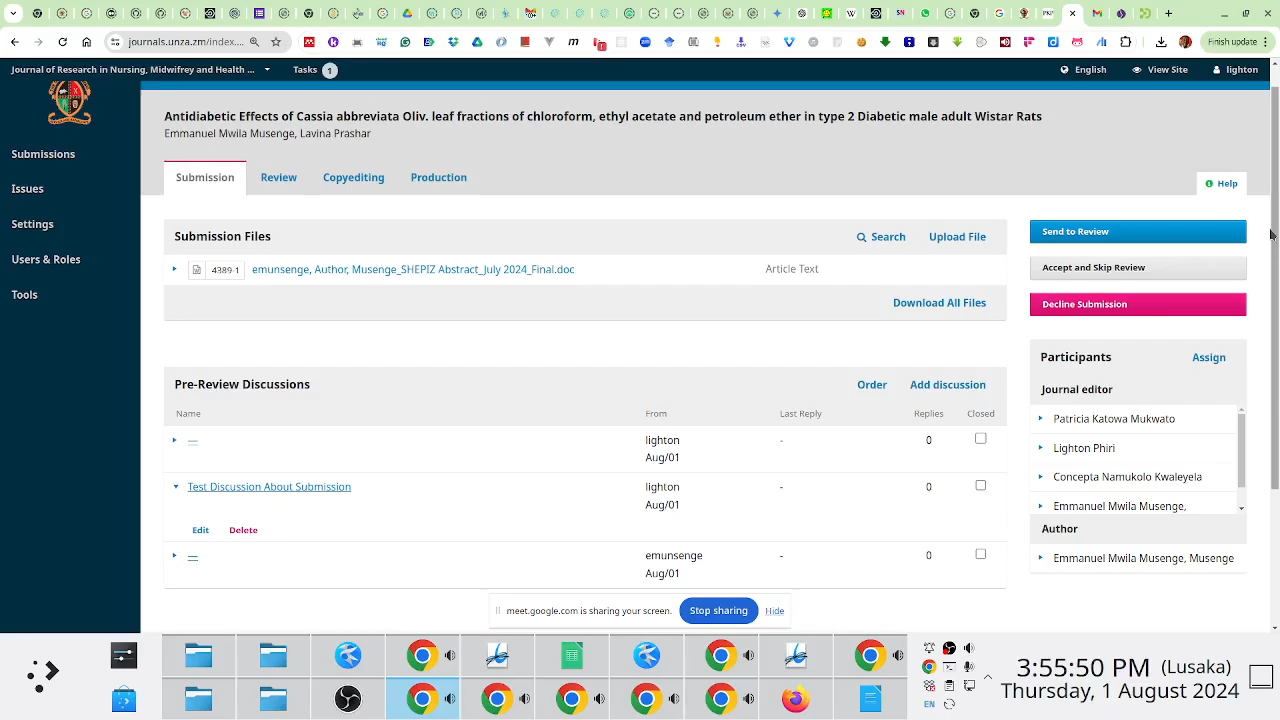 journals.unza.tm/index...
Finish update
Journal of Research in Nursing, Midwifrey and Health ...
Tasks 1
English
View Site
lighton
Antidiabetic Effects of Cassia abbreviata Oliv. leaf fractions of chloroform, ethyl acetate and petroleum ether in type 2 Diabetic male adult Wistar Rats
Emmanuel Mwila Musenge, Lavina Prashar
Submissions
Issues
Settings
Users & Roles
Tools
Submission
Review
Copyediting
Production
Help
Submission Files
Search
Upload File
4389-1
emunsenge, Author, Musenge_SHEPIZ Abstract_July 2024_Final.doc
Article Text
Download All Files
Send to Review
Accept and Skip Review
Decline Submission
Participants
Assign
Journal editor
Patricia Katowa Mukwato
Lighton Phiri
Concepta Namukolo Kwaleyela
Emmanuel Mwila Musenge,
Author
Emmanuel Mwila Musenge, Musenge
Pre-Review Discussions
Order
Add discussion
Name
From
Last Reply
Replies
Closed
—
lighton
Aug/01
-
0
Test Discussion About Submission
lighton
Aug/01
-
0
Edit
Delete
—
emunsenge
Aug/01
-
0
meet.google.com is sharing your screen.
Stop sharing
Hide
EN
3:55:50 PM (Lusaka)
Thursday, 1 August 2024